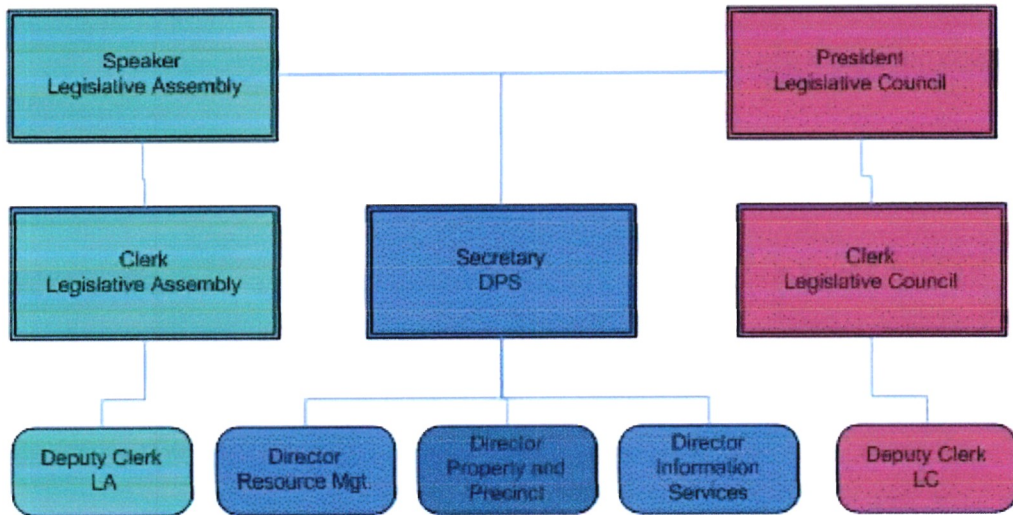 Speaker
Legislative Assembly
President
Legislative Council
Clerk
Legislative Assembly
Secretary
DPS
Clerk
Legislative Council
Deputy Clerk
LA
Director
Resource Mgt.
Director
Property and
Precinct
Director
Information
Services
Deputy Clerk
LC